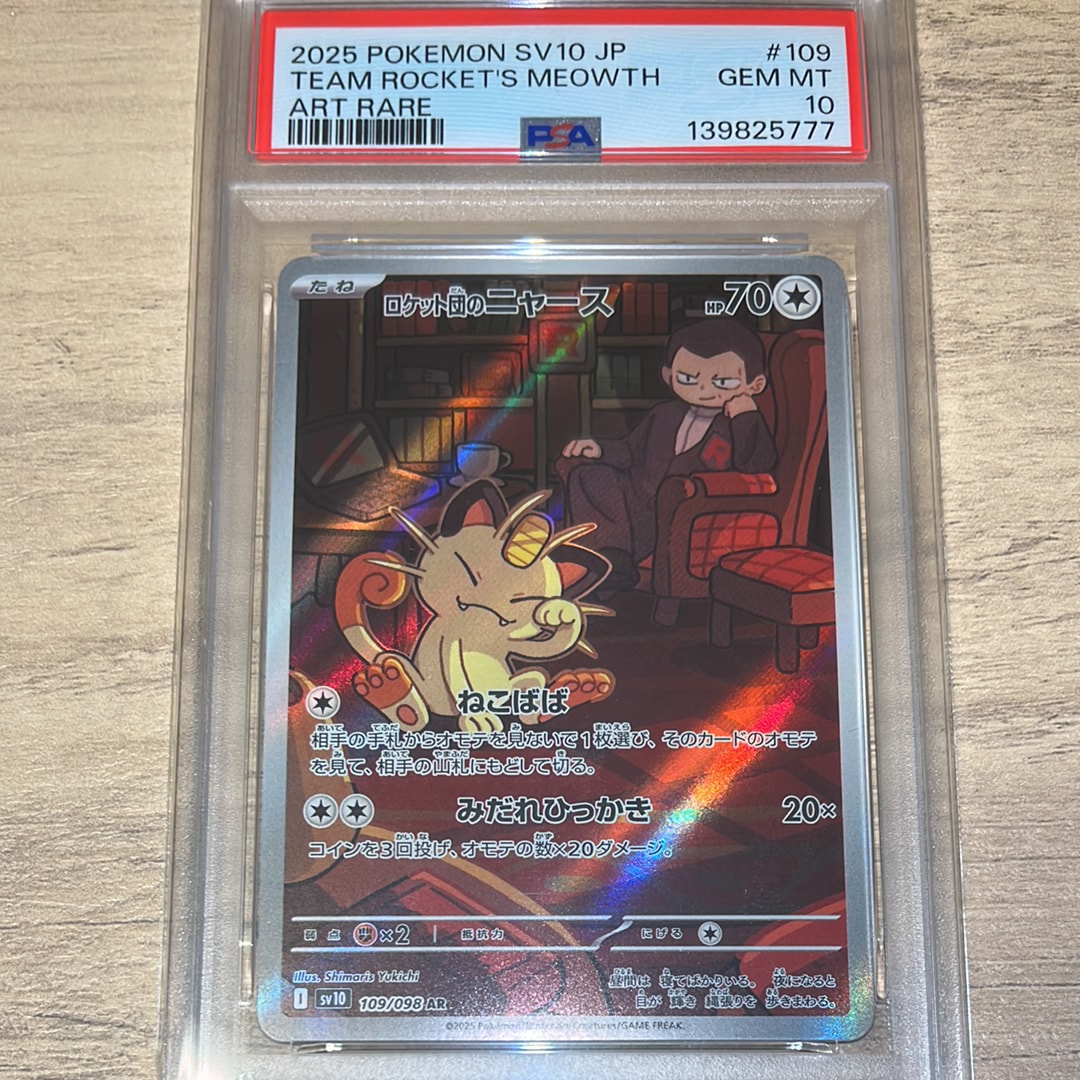 2025 POKEMON SV10 JP #109
TEAM ROCKET'S MEOWTH GEM MT
ART RARE 10
PSA 139825777
たね ロケット団のニャース HP70
R
R
ねこばば
相手の手札からオモテを見ないで1枚選び、そのカードのオモテ
を見て、相手の山札にもどして切る。
みだれひっかき 20×
コインを3回投げ、オモテの数×20ダメージ。
弱点 ×2 抵抗力 にげる
Illus. Shimaris Yukichi
昼間は 寝てばかりいる。 夜になると
目が 輝き 縄張りを 歩きまわる。
I sv10 109/098 AR
©2025 Pokémon/Nintendo/Creatures/GAME FREAK.